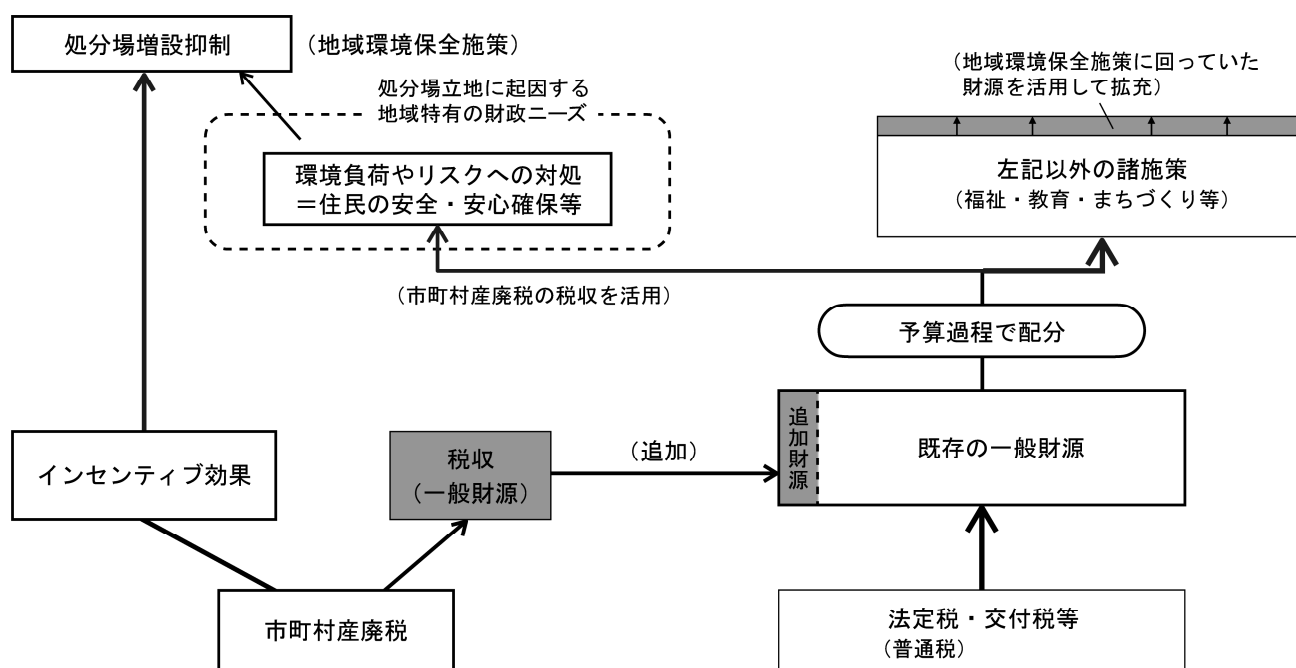 処分場増設抑制
（地域環境保全施策）
処分場立地に起因する
地域特有の財政ニーズ
環境負荷やリスクへの対処
＝住民の安全・安心確保等
（地域環境保全施策に回っていた
財源を活用して拡充）
左記以外の諸施策
（福祉・教育・まちづくり等）
（市町村産廃税の税収を活用）
予算過程で配分
インセンティブ効果
税収
（一般財源）
（追加）
追加財源
既存の一般財源
市町村産廃税
法定税・交付税等
（普通税）